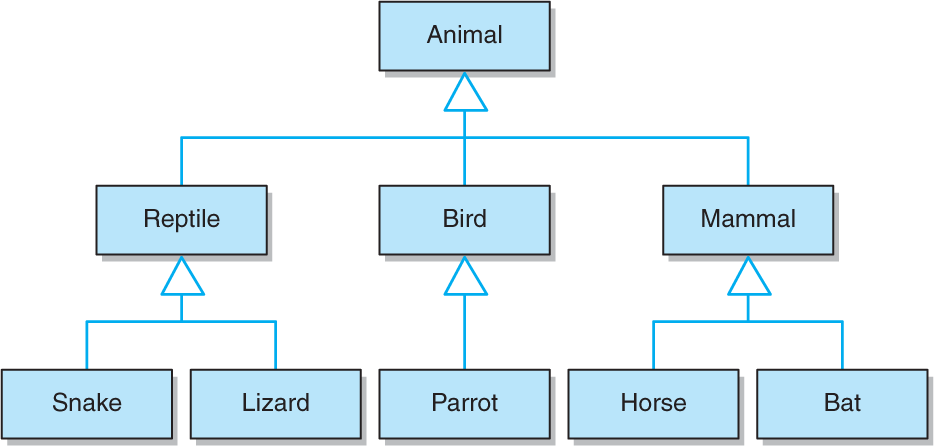 Animal
Reptile
Bird
Mammal
Snake
Lizard
Parrot
Horse
Bat